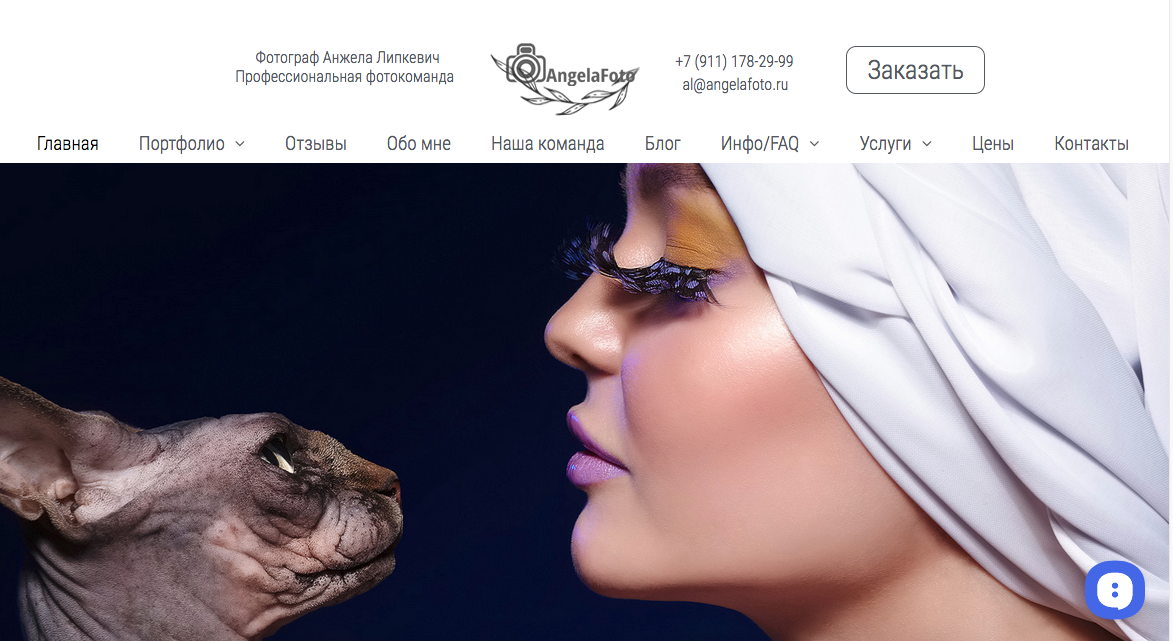 Фотограф Анжела Липкевич
Профессиональная фотокоманда
AngelaFoto
+7 (911) 178-29-99
al@angelafoto.ru
Заказать
Главная Портфолио Отзывы Обо мне Наша команда Блог Инфо/FAQ Услуги Цены Контакты